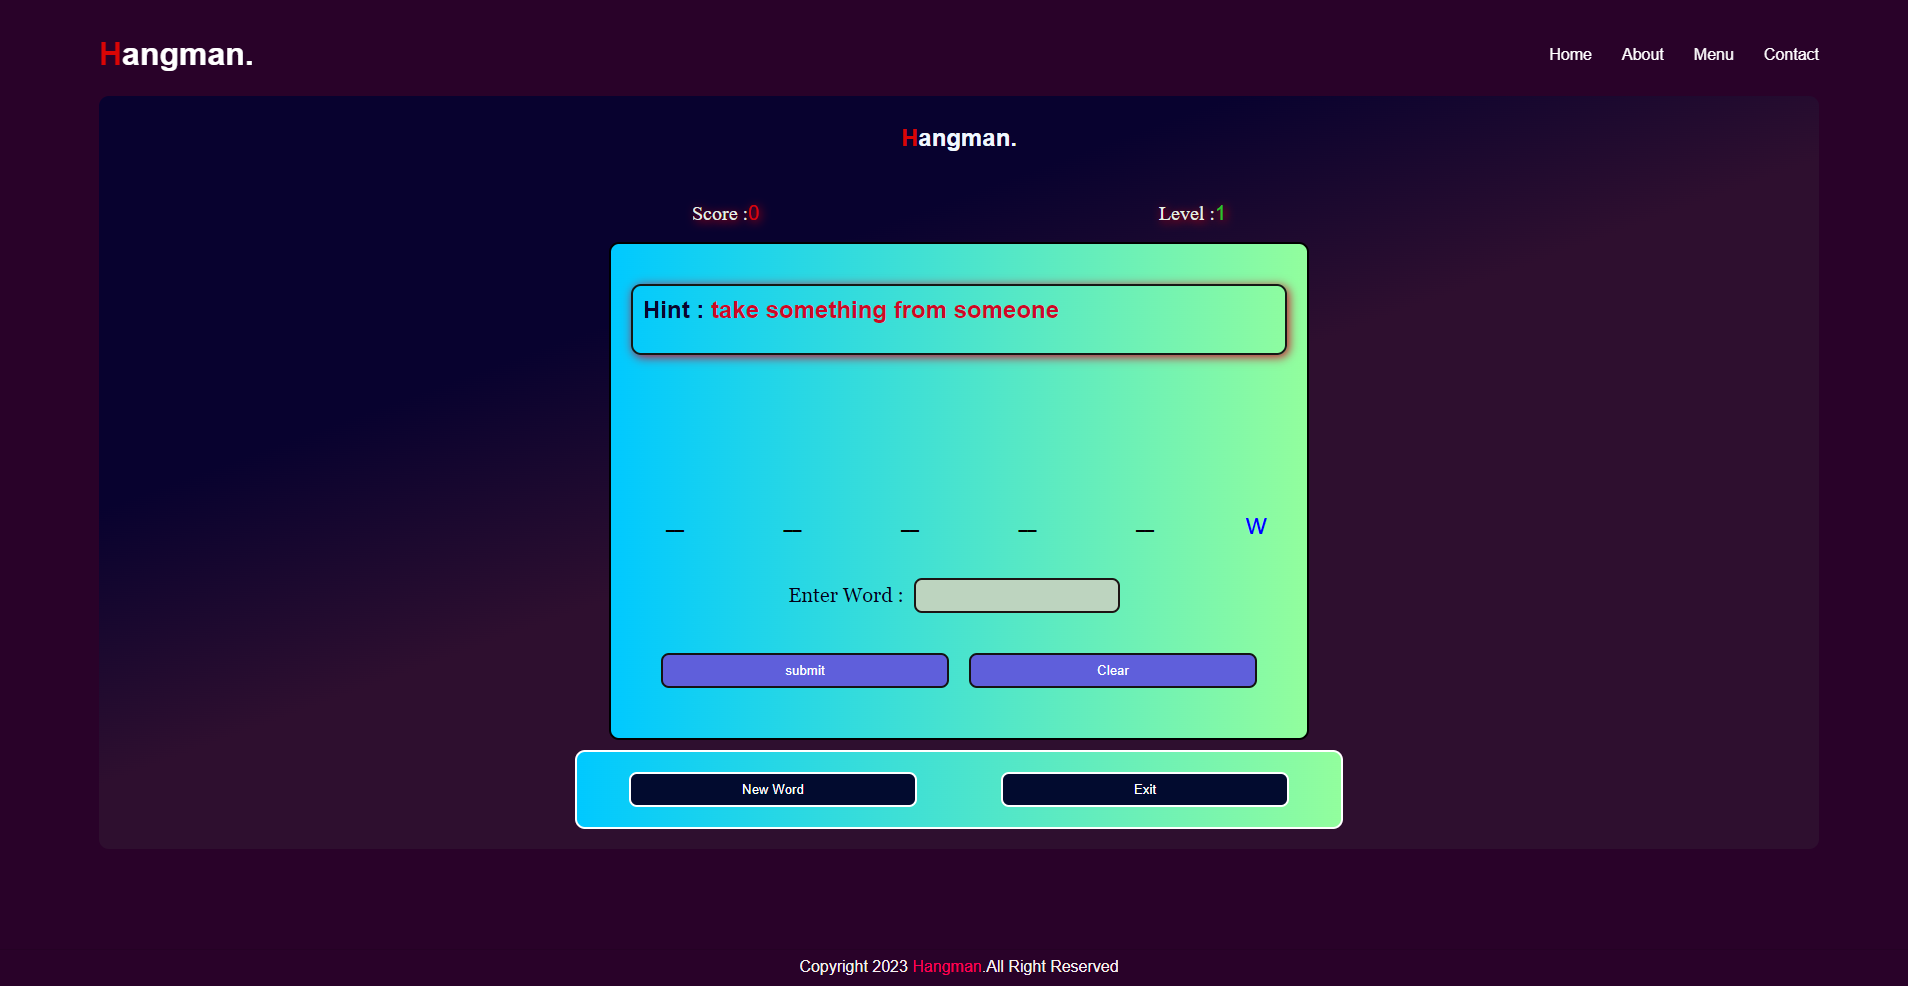 Hangman.
Home About Menu Contact
Hangman.
Score :0 Level :1
Hint : take something from someone
_ _ _ _ _ W
Enter Word :
submit Clear
New Word Exit
Copyright 2023 Hangman.All Right Reserved